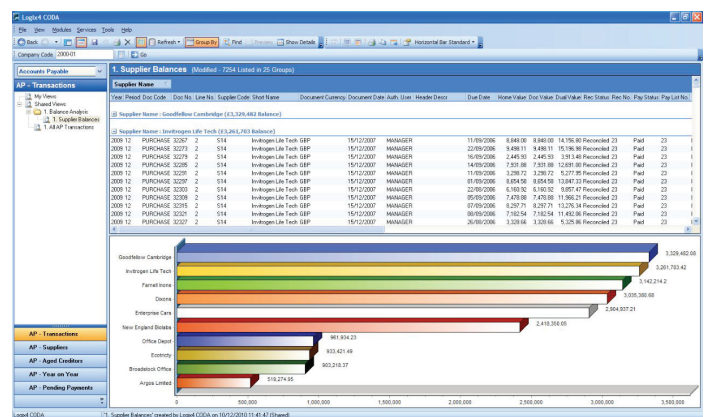 Logix4 CODA
File View Modules Services Tools Help
Back Refresh Group By Find Preview Show Details Horizontal Bar Standard
Company Code 2000-01 Go
Accounts Payable
AP - Transactions
My Views
Shared Views
1. Balance Analysis
1. Supplier Balances
1. All AP Transactions
1. Supplier Balances (Modified - 7254 Listed in 25 Groups)
Supplier Name
Year Period Doc Code Doc No. Line No. Supplier Code Short Name Document Currency Document Date Auth. User Header Descr Due Date Home Value Doc Value Dual Value Rec Status Rec No. Pay Status Pay List No.
Supplier Name : Goodfellow Cambridge (£3,329,482 Balance)
Supplier Name : Invitrogen Life Tech (£3,261,703 Balance)
2009 12 PURCHASE 32267 2 S14 Invitrogen Life Tech GBP 15/12/2007 MANAGER 11/09/2006 8,848.00 8,848.00 14,156.80 Reconciled 23 Paid 23
2009 12 PURCHASE 32273 2 S14 Invitrogen Life Tech GBP 15/12/2007 MANAGER 22/09/2006 9,498.11 9,498.11 15,196.98 Reconciled 23 Paid 23
2009 12 PURCHASE 32279 2 S14 Invitrogen Life Tech GBP 15/12/2007 MANAGER 16/09/2006 2,445.93 2,445.93 3,913.48 Reconciled 23 Paid 23
2009 12 PURCHASE 32285 2 S14 Invitrogen Life Tech GBP 15/12/2007 MANAGER 14/09/2006 7,931.88 7,931.88 12,691.00 Reconciled 23 Paid 23
2009 12 PURCHASE 32291 2 S14 Invitrogen Life Tech GBP 15/12/2007 MANAGER 11/09/2006 3,298.72 3,298.72 5,277.95 Reconciled 23 Paid 23
2009 12 PURCHASE 32297 2 S14 Invitrogen Life Tech GBP 15/12/2007 MANAGER 01/09/2006 8,654.58 8,654.58 13,847.33 Reconciled 23 Paid 23
2009 12 PURCHASE 32303 2 S14 Invitrogen Life Tech GBP 15/12/2007 MANAGER 22/08/2006 6,160.92 6,160.92 9,857.47 Reconciled 23 Paid 23
2009 12 PURCHASE 32309 2 S14 Invitrogen Life Tech GBP 15/12/2007 MANAGER 05/09/2006 7,478.88 7,478.88 11,966.21 Reconciled 23 Paid 23
2009 12 PURCHASE 32315 2 S14 Invitrogen Life Tech GBP 15/12/2007 MANAGER 07/09/2006 8,297.71 8,297.71 13,276.34 Reconciled 23 Paid 23
2009 12 PURCHASE 32321 2 S14 Invitrogen Life Tech GBP 15/12/2007 MANAGER 08/09/2006 7,182.54 7,182.54 11,492.06 Reconciled 23 Paid 23
2009 12 PURCHASE 32327 2 S14 Invitrogen Life Tech GBP 15/12/2007 MANAGER 26/08/2006 3,328.66 3,328.66 5,325.86 Reconciled 23 Paid 23
Goodfellow Cambridge 3,329,482.08
Invitrogen Life Tech 3,261,703.42
Farnell Inone 3,142,214.2
Dixons 3,035,388.68
Enterprise Cars 2,904,937.21
New England Biolabs 2,418,350.05
Office Depot 961,934.23
Ecotricity 933,421.49
Broadstock Office 903,218.37
Argos Limited 519,274.95
0 500,000 1,000,000 1,500,000 2,000,000 2,500,000 3,000,000 3,500,000
AP - Transactions
AP - Suppliers
AP - Aged Creditors
AP - Year on Year
AP - Pending Payments
Logix4 CODA '1. Supplier Balances' created by Logix4 CODA on 10/12/2010 11:41:47 (Shared)